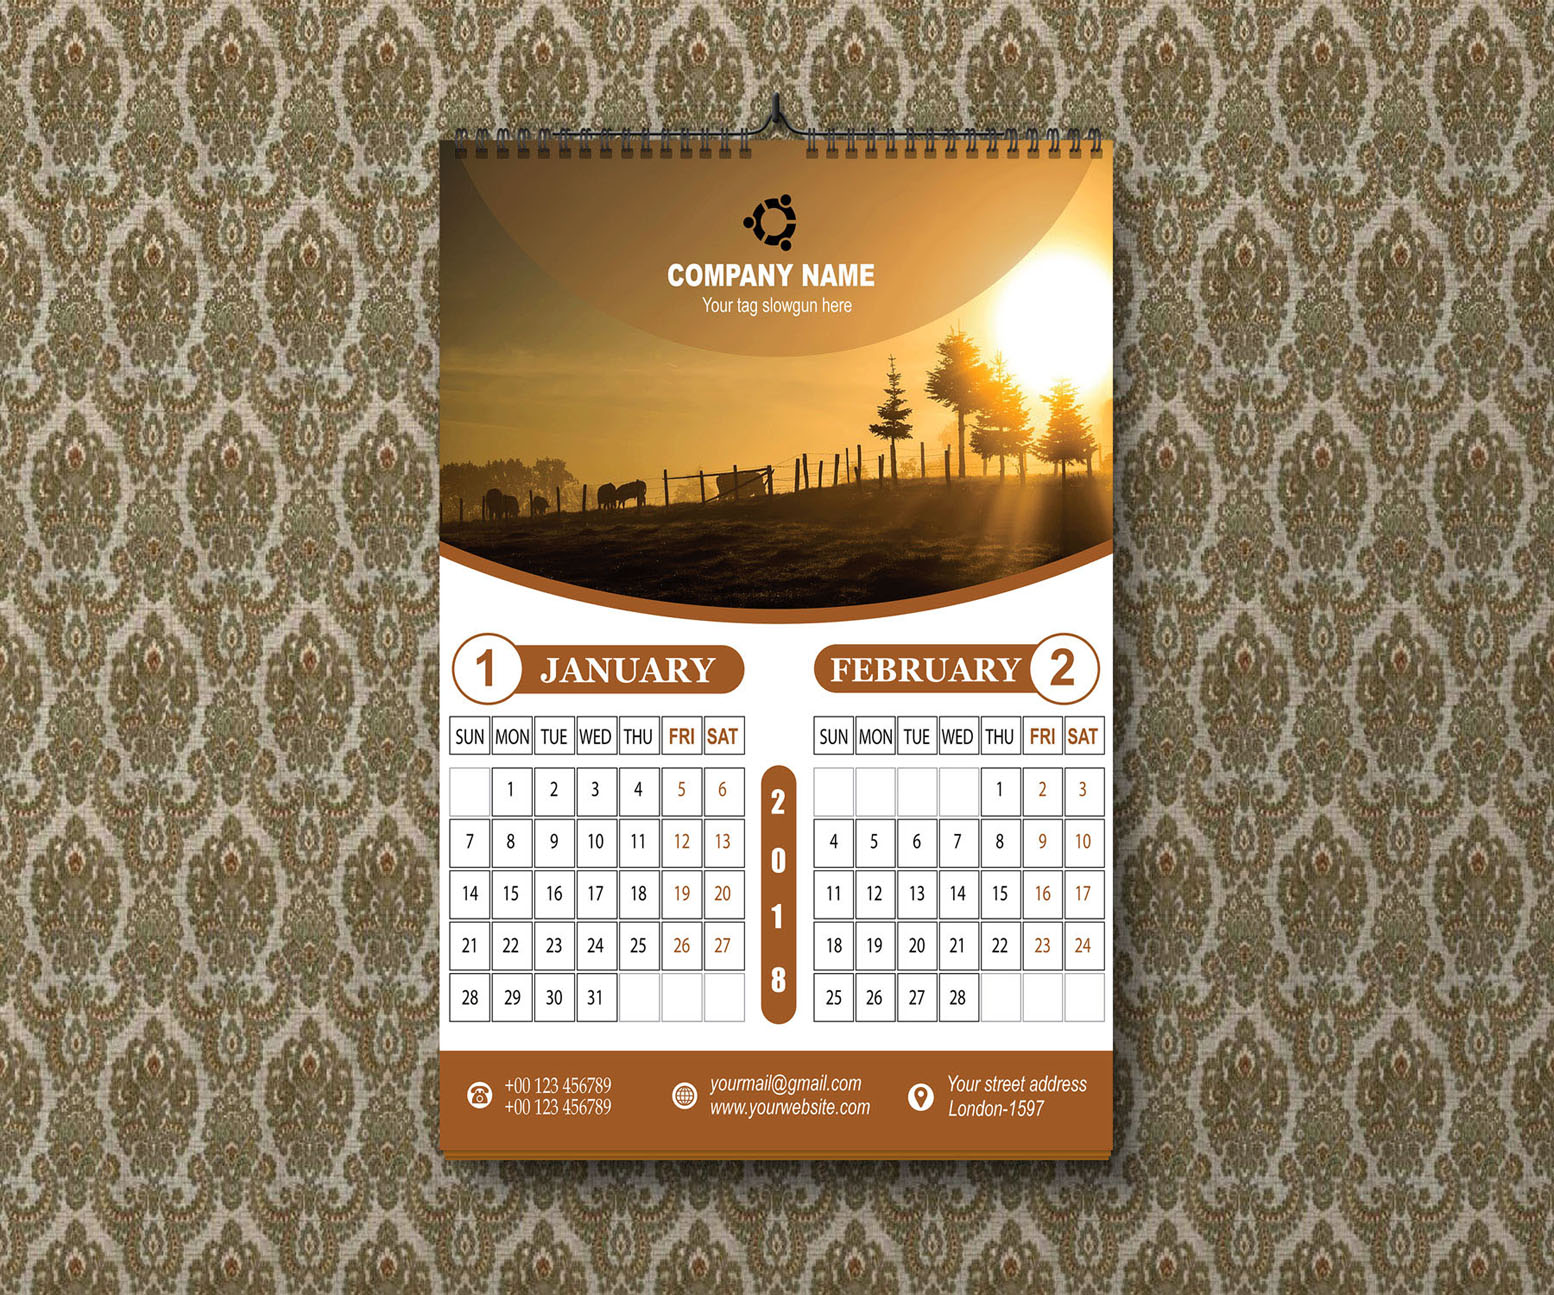 COMPANY NAME
Your tag slowgun here
1 JANUARY
SUN MON TUE WED THU FRI SAT
1 2 3 4 5 6
7 8 9 10 11 12 13
14 15 16 17 18 19 20
21 22 23 24 25 26 27
28 29 30 31
2018
FEBRUARY 2
SUN MON TUE WED THU FRI SAT
1 2 3
4 5 6 7 8 9 10
11 12 13 14 15 16 17
18 19 20 21 22 23 24
25 26 27 28
+00 123 456789
+00 123 456789
yourmail@gmail.com
www.yourwebsite.com
Your street address
London-1597